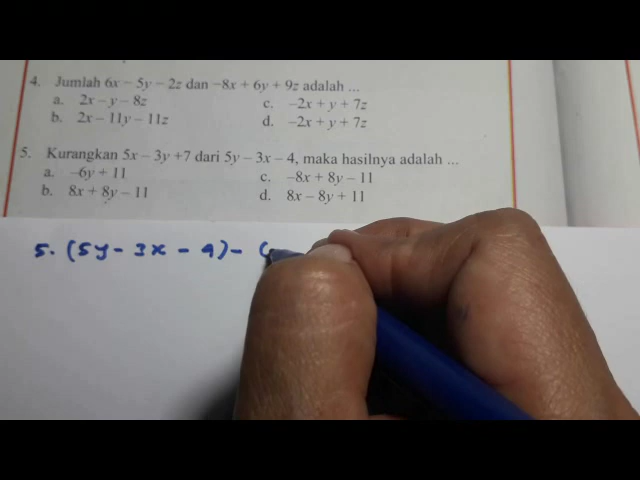 4. Jumlah 6x − 5y − 2z dan −8x + 6y + 9z adalah ...
a. 2x − y − 8z c. −2x + y + 7z
b. 2x − 11y − 11z d. −2x + y + 7z
5. Kurangkan 5x − 3y +7 dari 5y − 3x − 4, maka hasilnya adalah ...
a. −6y + 11 c. −8x + 8y − 11
b. 8x + 8y − 11 d. 8x − 8y + 11
5. (5y − 3x − 4) − (